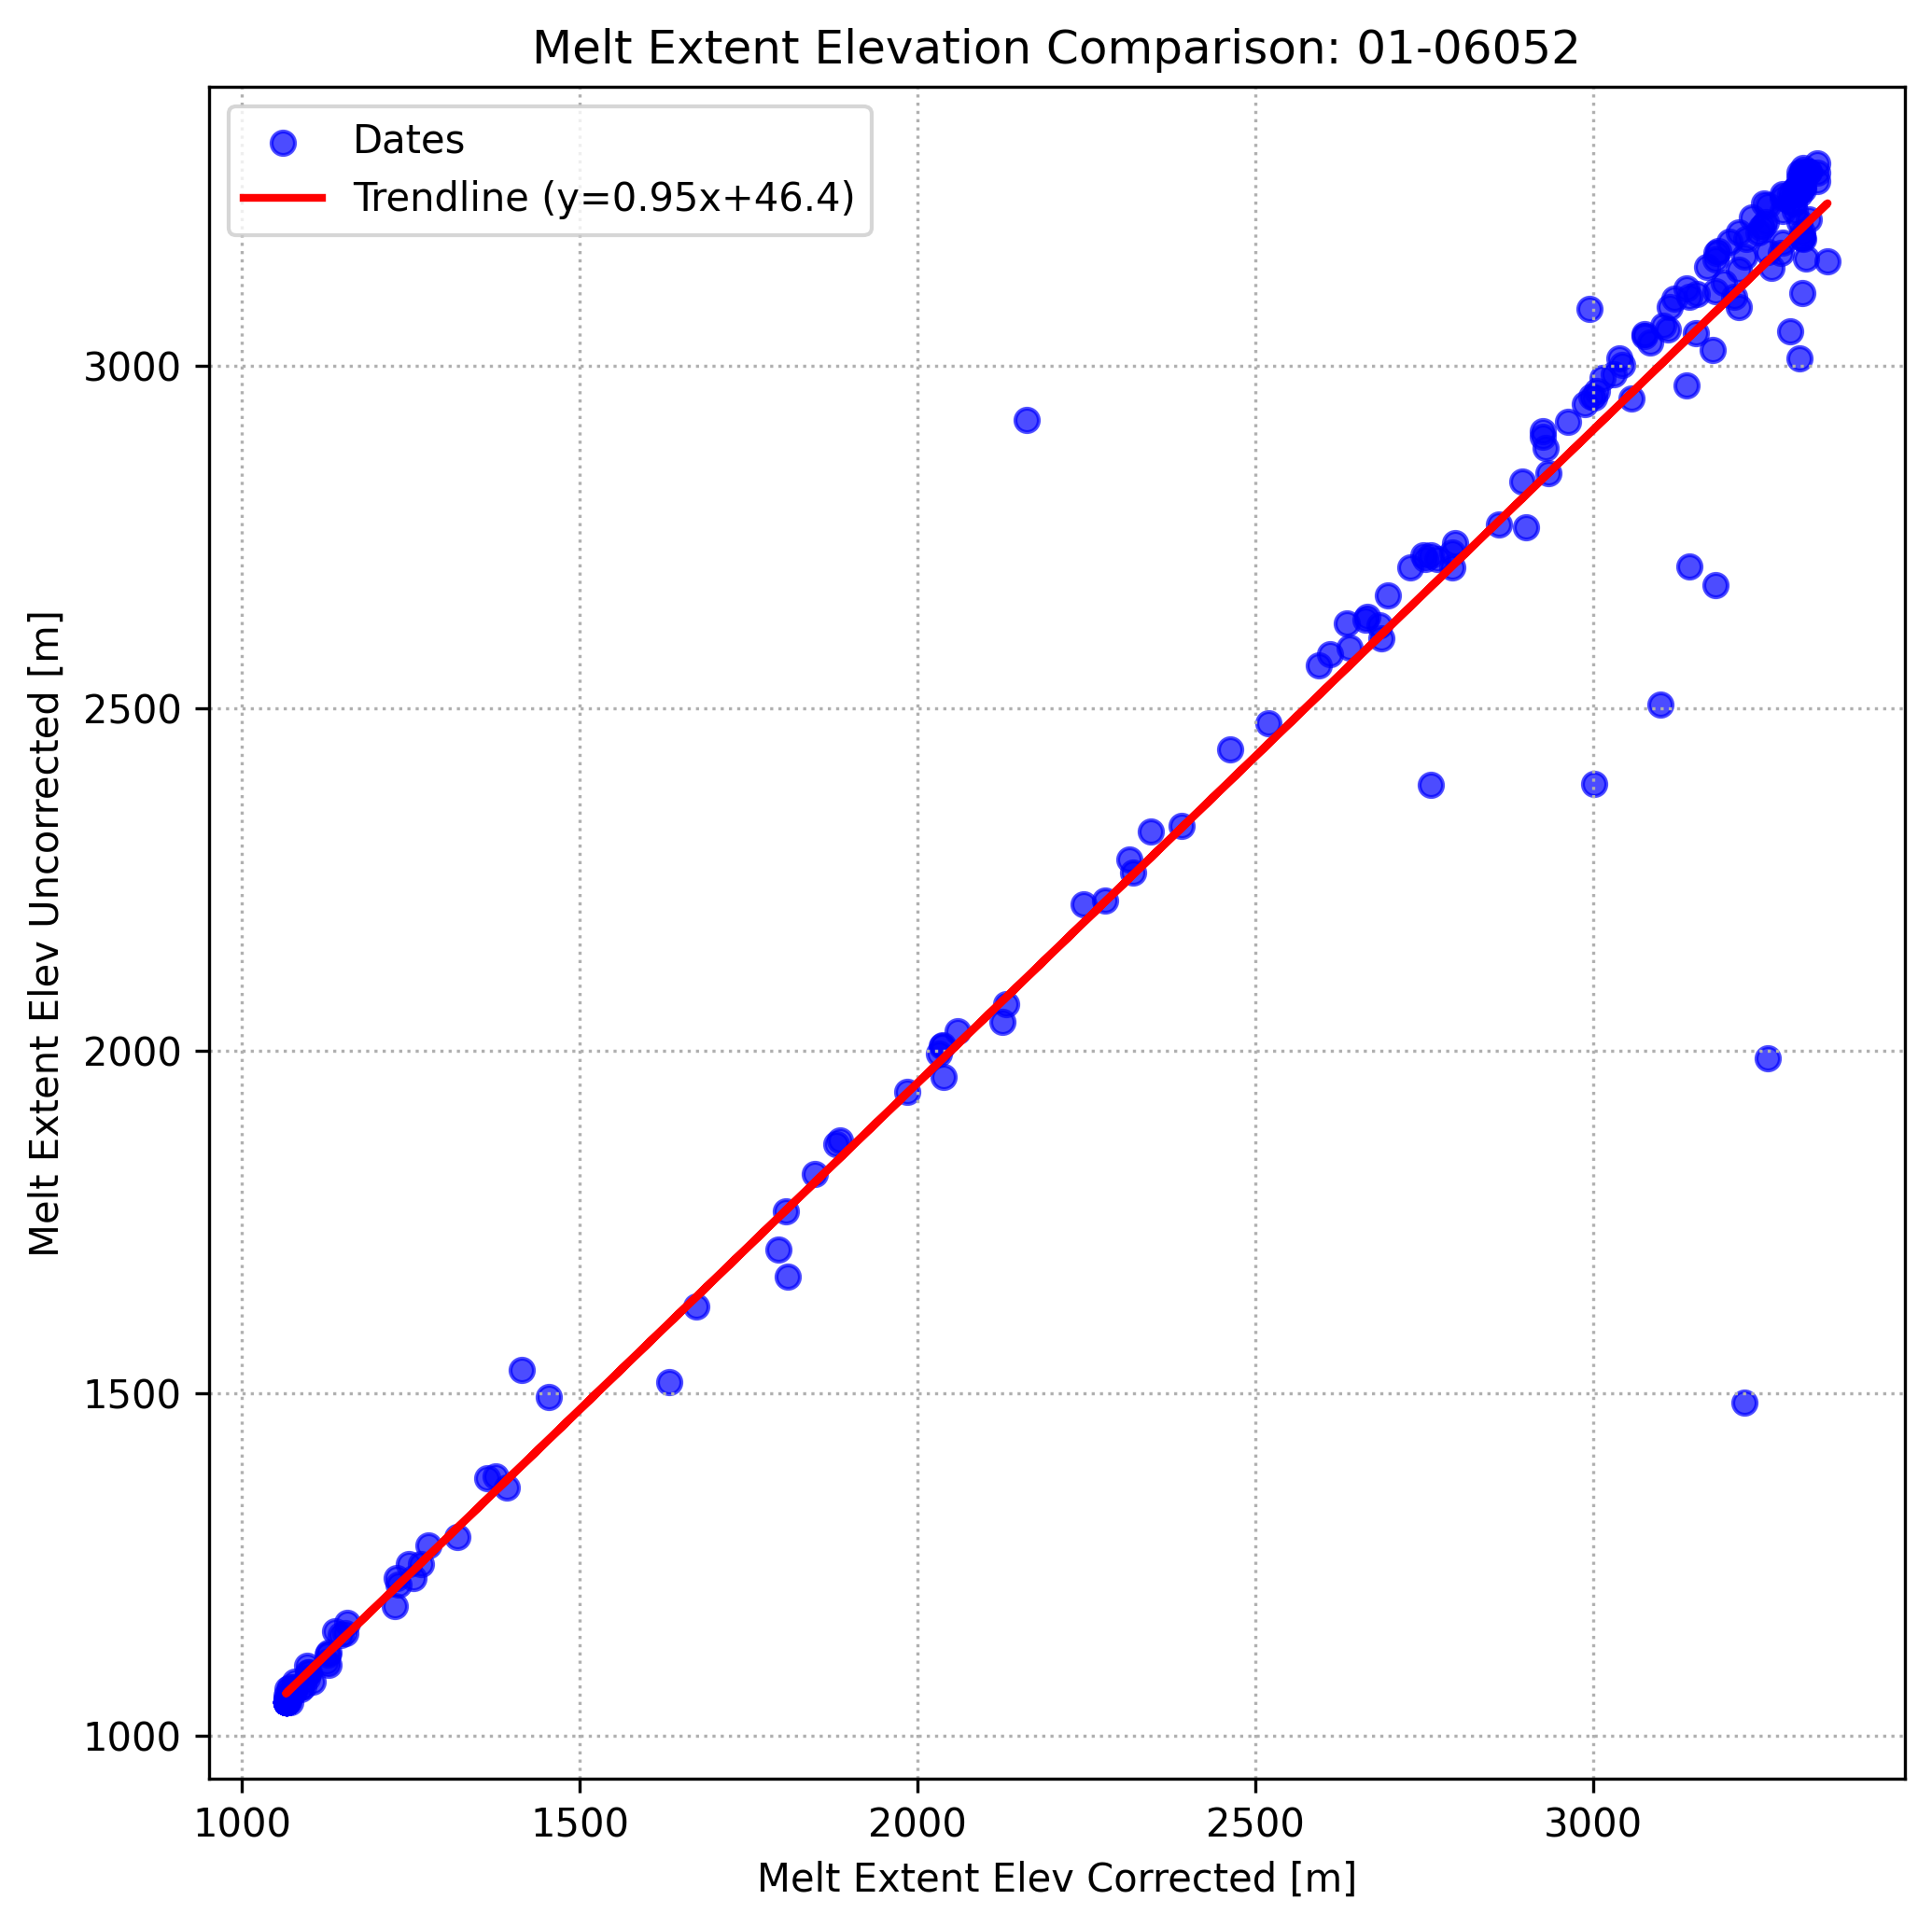 Melt Extent Elevation Comparison: 01-06052
Dates
Trendline (y=0.95x+46.4)
Melt Extent Elev Uncorrected [m]
3000
2500
2000
1500
1000
1000 1500 2000 2500 3000
Melt Extent Elev Corrected [m]